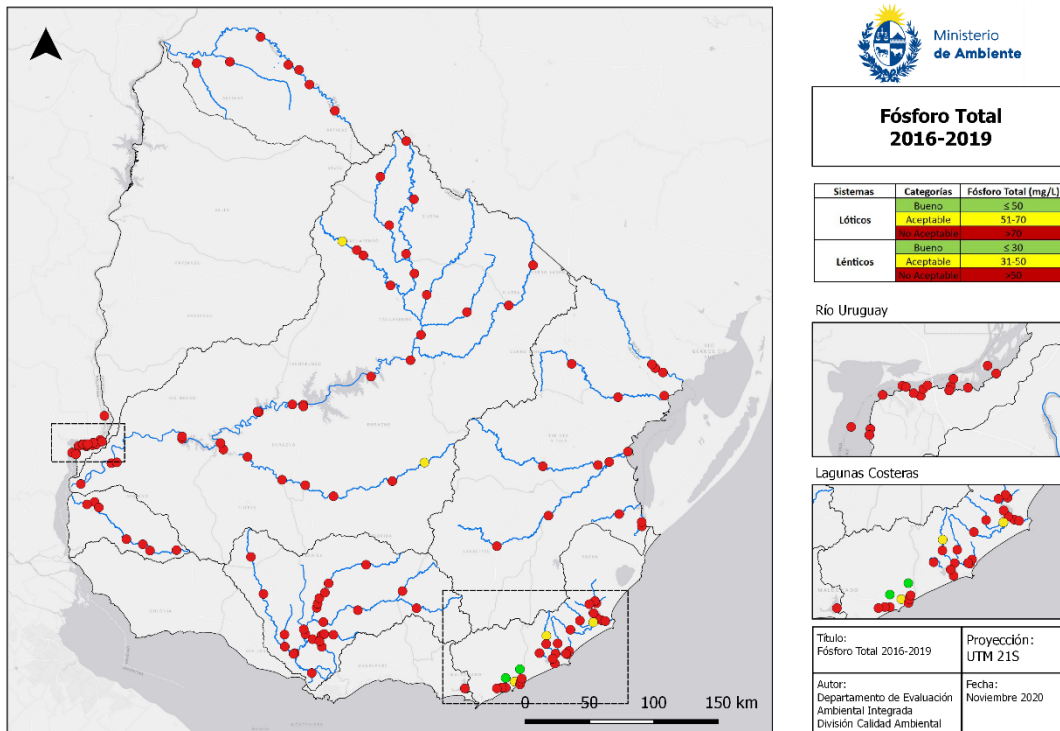 Ministerio
de Ambiente
Fósforo Total
2016-2019
Sistemas Categorías Fósforo Total (mg/L)
Lóticos
Bueno ≤ 50
Aceptable 51-70
No Aceptable >70
Lénticos
Bueno ≤ 30
Aceptable 31-50
No Aceptable >50
Río Uruguay
Lagunas Costeras
0 50 100 150 km
Título:
Fósforo Total 2016-2019
Proyección:
UTM 21S
Autor:
Departamento de Evaluación
Ambiental Integrada
División Calidad Ambiental
Fecha:
Noviembre 2020